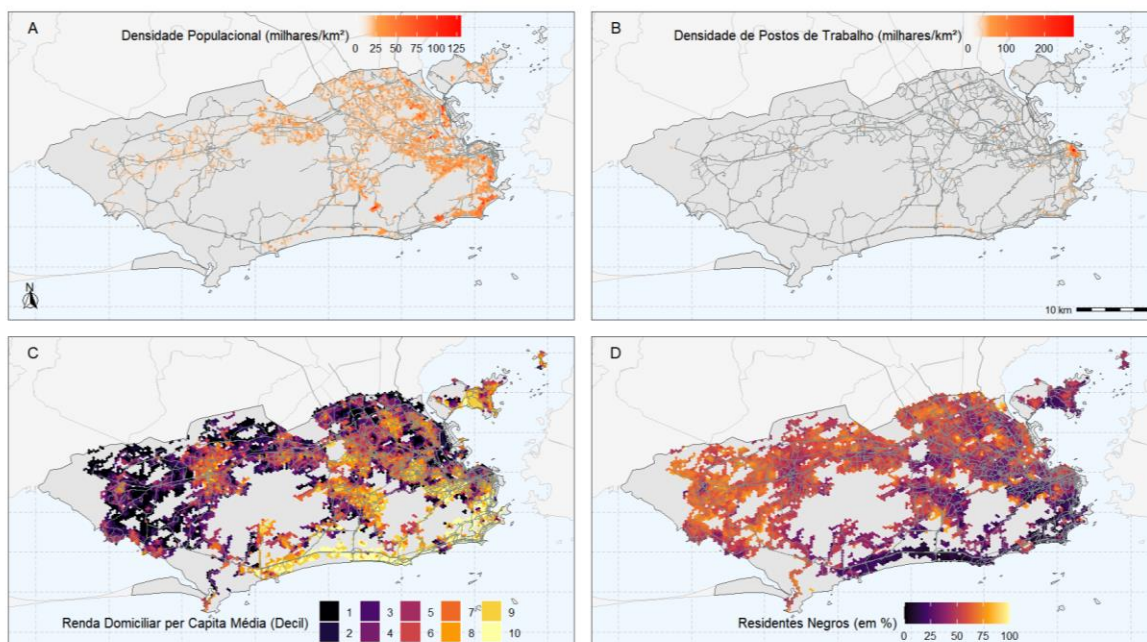 A
Densidade Populacional (milhares/km²)
0 25 50 75 100 125
N
B
Densidade de Postos de Trabalho (milhares/km²)
0 100 200
10 km
C
Renda Domiciliar per Capita Média (Decil)
1 3 5 7 9
2 4 6 8 10
D
Residentes Negros (em %)
0 25 50 75 100